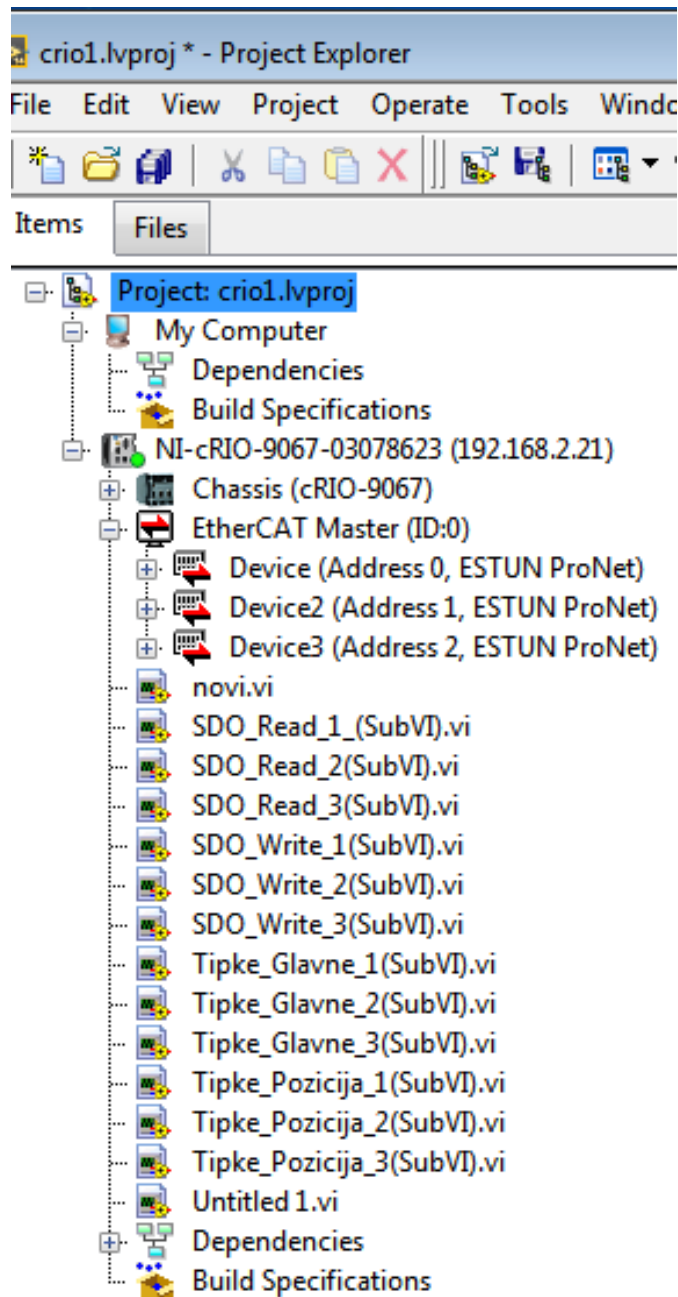 crio1.lvproj * - Project Explorer
File Edit View Project Operate Tools
Items Files
Project: crio1.lvproj
My Computer
Dependencies
Build Specifications
NI-cRIO-9067-03078623 (192.168.2.21)
Chassis (cRIO-9067)
EtherCAT Master (ID:0)
Device (Address 0, ESTUN ProNet)
Device2 (Address 1, ESTUN ProNet)
Device3 (Address 2, ESTUN ProNet)
novi.vi
SDO_Read_1_(SubVI).vi
SDO_Read_2(SubVI).vi
SDO_Read_3(SubVI).vi
SDO_Write_1(SubVI).vi
SDO_Write_2(SubVI).vi
SDO_Write_3(SubVI).vi
Tipke_Glavne_1(SubVI).vi
Tipke_Glavne_2(SubVI).vi
Tipke_Glavne_3(SubVI).vi
Tipke_Pozicija_1(SubVI).vi
Tipke_Pozicija_2(SubVI).vi
Tipke_Pozicija_3(SubVI).vi
Untitled 1.vi
Dependencies
Build Specifications